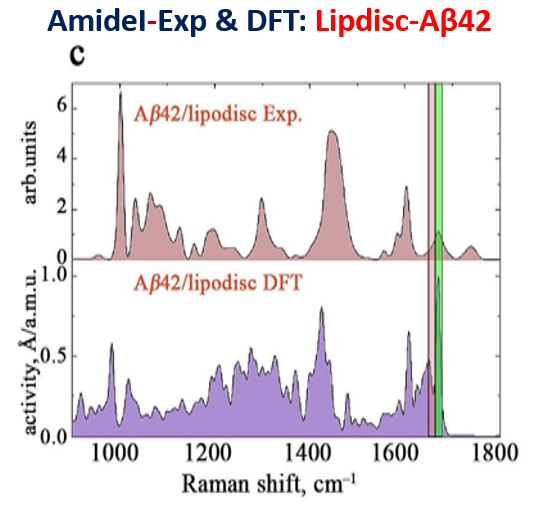 AmideI-Exp & DFT: Lipdisc-Aβ42
c
Aβ42/lipodisc Exp.
arb.units
6
4
2
0
Aβ42/lipodisc DFT
activity, Å/a.m.u.
1.0
0.5
0.0
1000 1200 1400 1600 1800
Raman shift, cm⁻¹